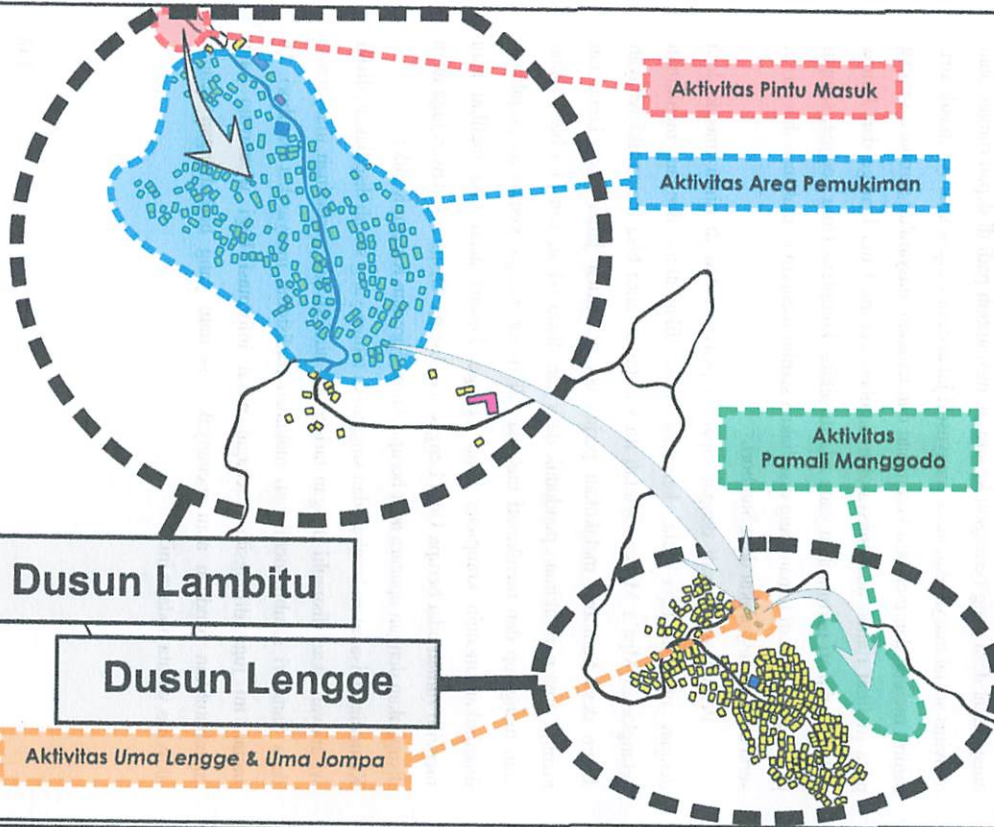 Aktivitas Pintu Masuk
Aktivitas Area Pemukiman
Aktivitas
Pamali Manggodo
Dusun Lambitu
Dusun Lengge
Aktivitas Uma Lengge & Uma Jompa